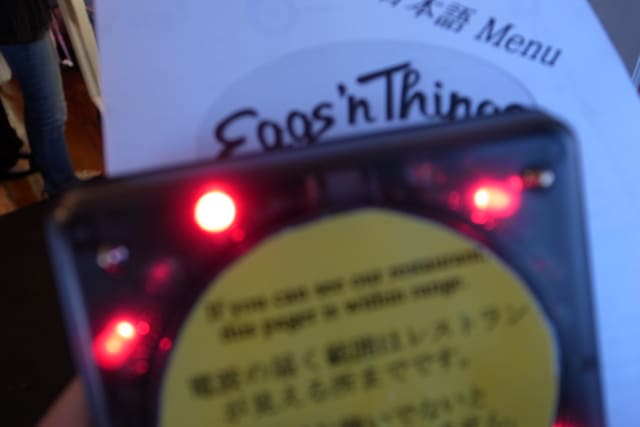 日本語 Menu
Eggs 'n Things
If you can see our restaurant,
this pager is within range.
電波の届く範囲はレストラン
が見える所までです。